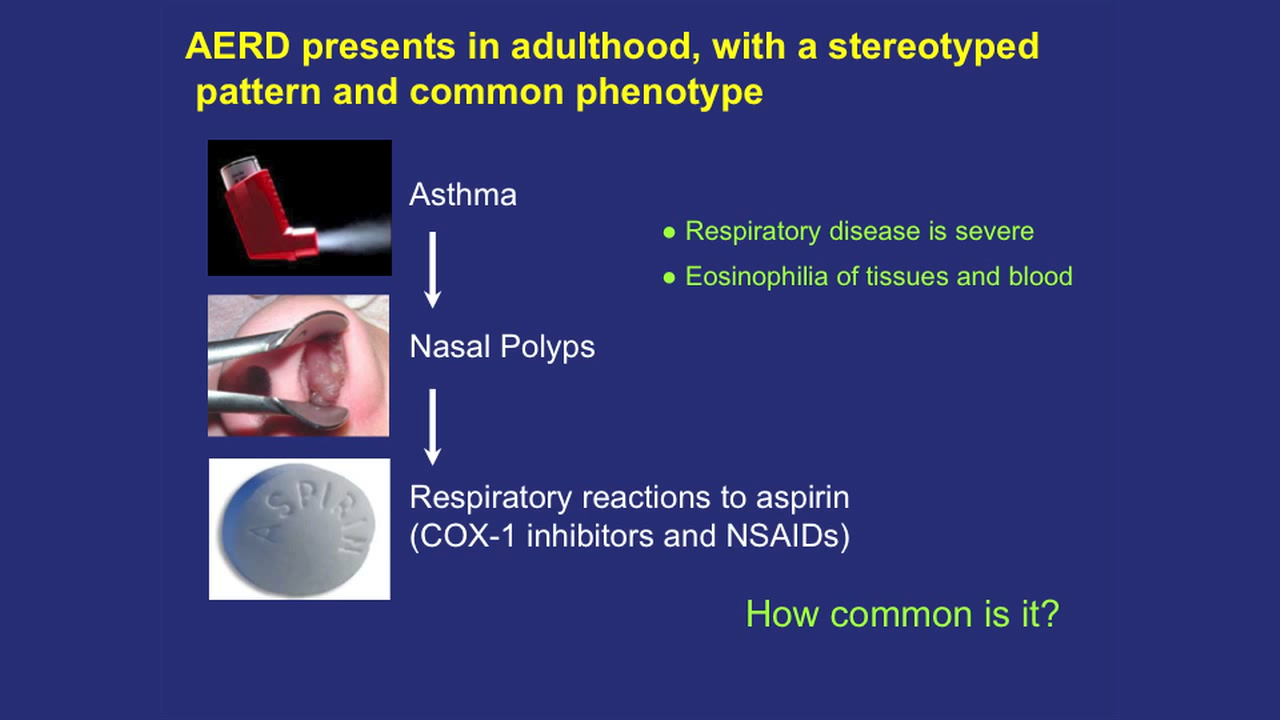 AERD presents in adulthood, with a stereotyped
pattern and common phenotype
Asthma
● Respiratory disease is severe
● Eosinophilia of tissues and blood
Nasal Polyps
ASPIRIN
Respiratory reactions to aspirin
(COX-1 inhibitors and NSAIDs)
How common is it?